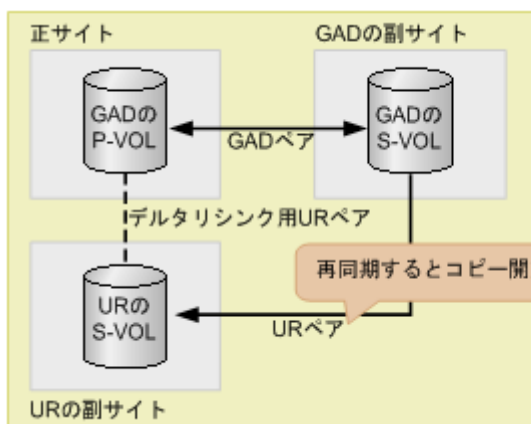 正サイト
GADの副サイト
GADの
P-VOL
GADの
S-VOL
GADペア
デルタリシンク用URペア
再同期するとコピー開
URの
S-VOL
URペア
URの副サイト